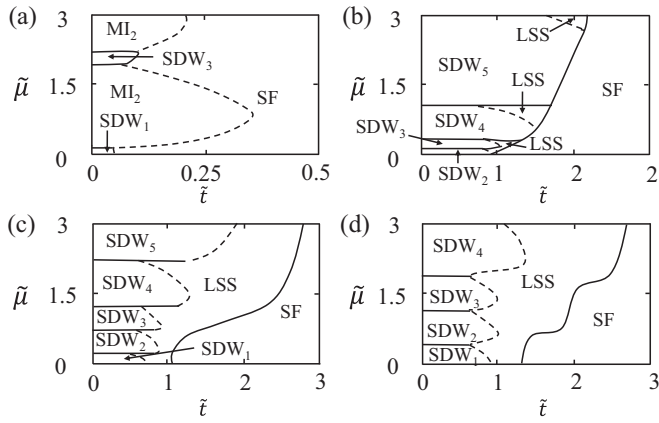 (a)
3
MI₂
SDW₃
μ̃
1.5
MI₂
SF
SDW₁
0
0
0.25
0.5
t̃
(b)
3
LSS
SDW₅
LSS
μ̃
1.5
SF
SDW₄
SDW₃
LSS
0
0
SDW₂
1
2
2
t̃
(c)
3
SDW₅
μ̃
1.5
SDW₄
LSS
SDW₃
SF
SDW₂
SDW₁
0
0
1
2
3
t̃
(d)
3
SDW₄
LSS
μ̃
1.5
SDW₃
SDW₂
SF
SDW₁
0
0
1
2
3
t̃